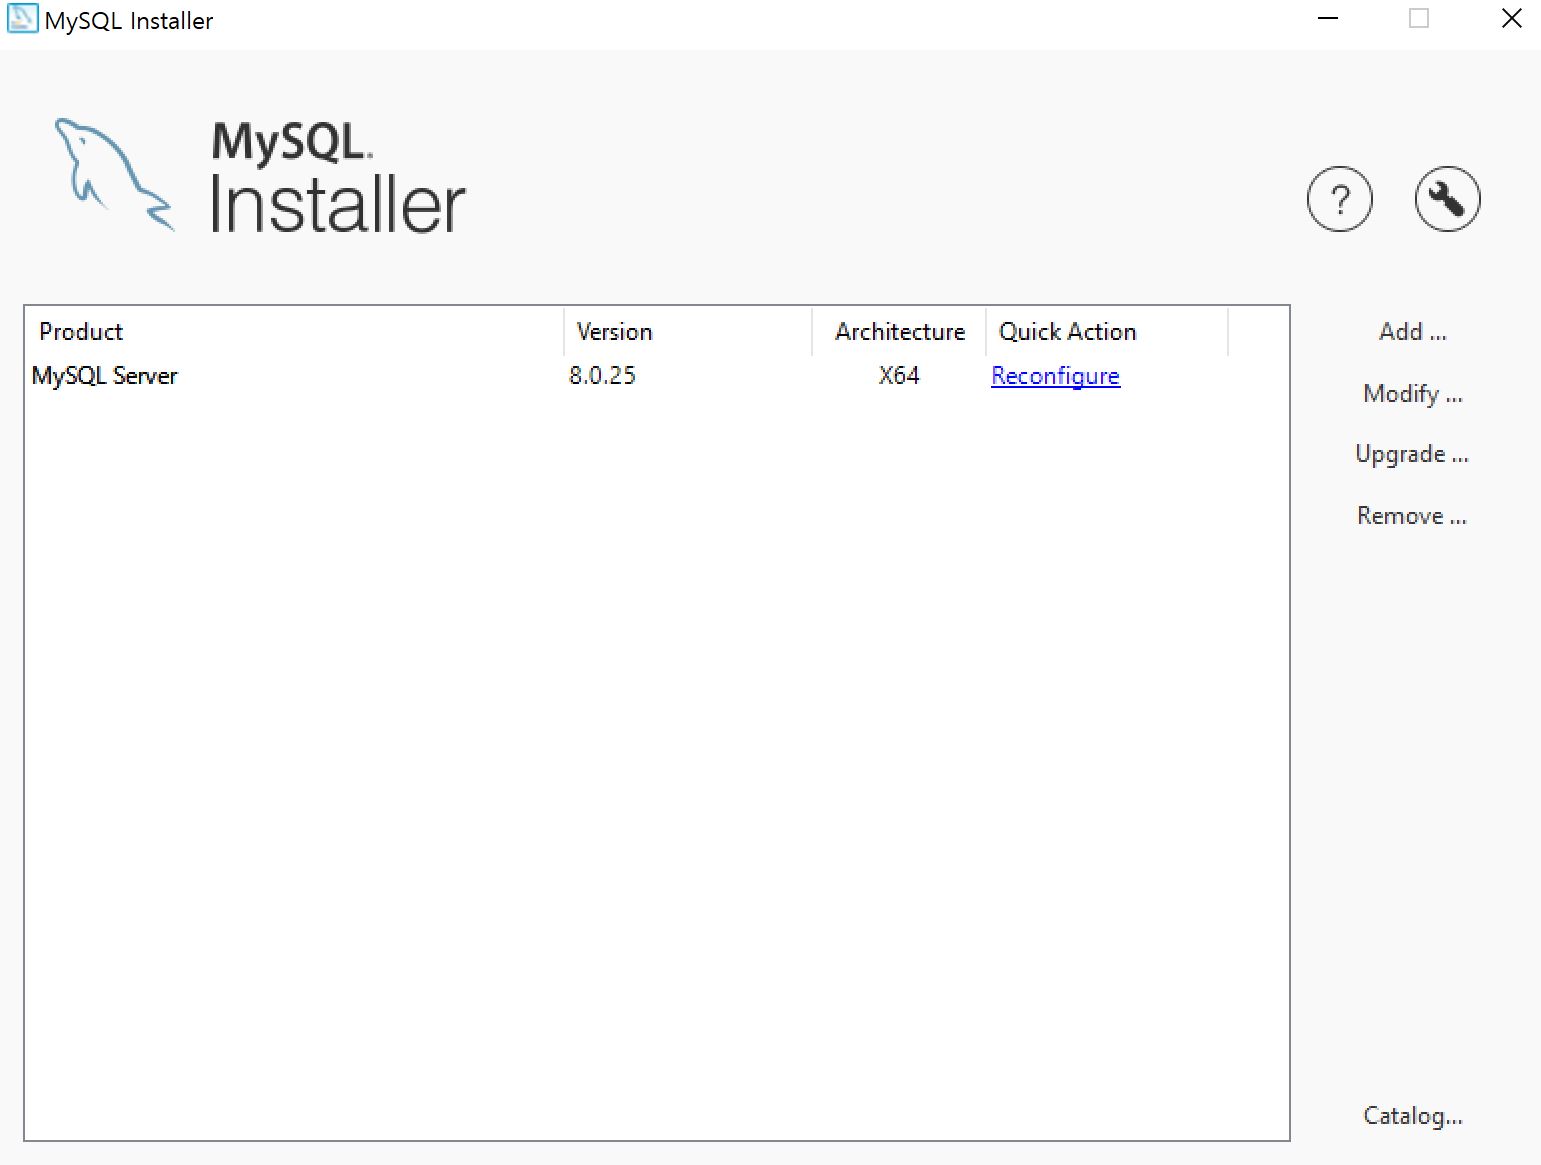 MySQL Installer
MySQL.
Installer
?
Product Version Architecture Quick Action
MySQL Server 8.0.25 X64 Reconfigure
Add ...
Modify ...
Upgrade ...
Remove ...
Catalog...